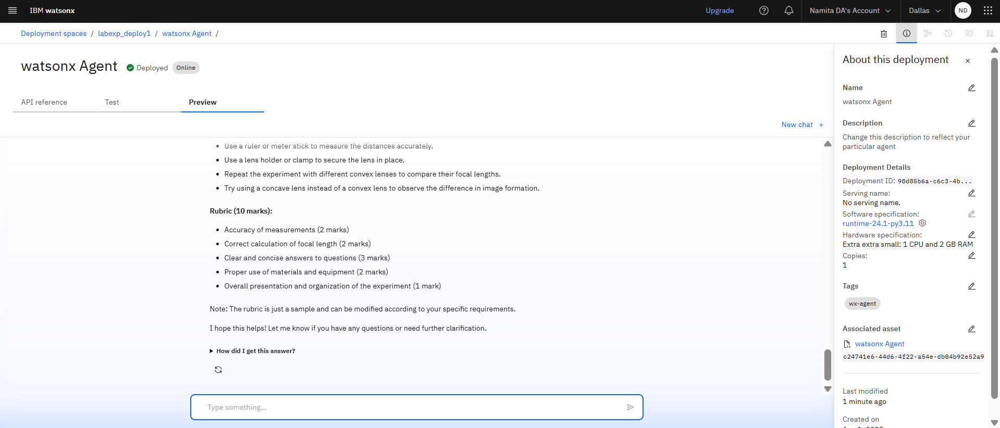 IBM watsonx
Upgrade
Namita DA's Account
Dallas
ND
Deployment spaces / labexp_deploy1 / watsonx Agent /
watsonx Agent
Deployed
Online
API reference
Test
Preview
New chat +
Use a ruler or meter stick to measure the distances accurately.
Use a lens holder or clamp to secure the lens in place.
Repeat the experiment with different convex lenses to compare their focal lengths.
Try using a concave lens instead of a convex lens to observe the difference in image formation.
Rubric (10 marks):
Accuracy of measurements (2 marks)
Correct calculation of focal length (2 marks)
Clear and concise answers to questions (3 marks)
Proper use of materials and equipment (2 marks)
Overall presentation and organization of the experiment (1 mark)
Note: The rubric is just a sample and can be modified according to your specific requirements.
I hope this helps! Let me know if you have any questions or need further clarification.
How did I get this answer?
Type something...
About this deployment
Name
watsonx Agent
Description
Change this description to reflect your
particular agent
Deployment Details
Deployment ID: 98d85b6a-c6c3-4b...
Serving name:
No serving name.
Software specification:
runtime-24.1-py3.11
Hardware specification:
Extra extra small: 1 CPU and 2 GB RAM
Copies:
1
Tags
wx-agent
Associated asset
watsonx Agent
c24741e6-44d6-4f22-a54e-db04b92e52a9
Last modified
1 minute ago
Created on